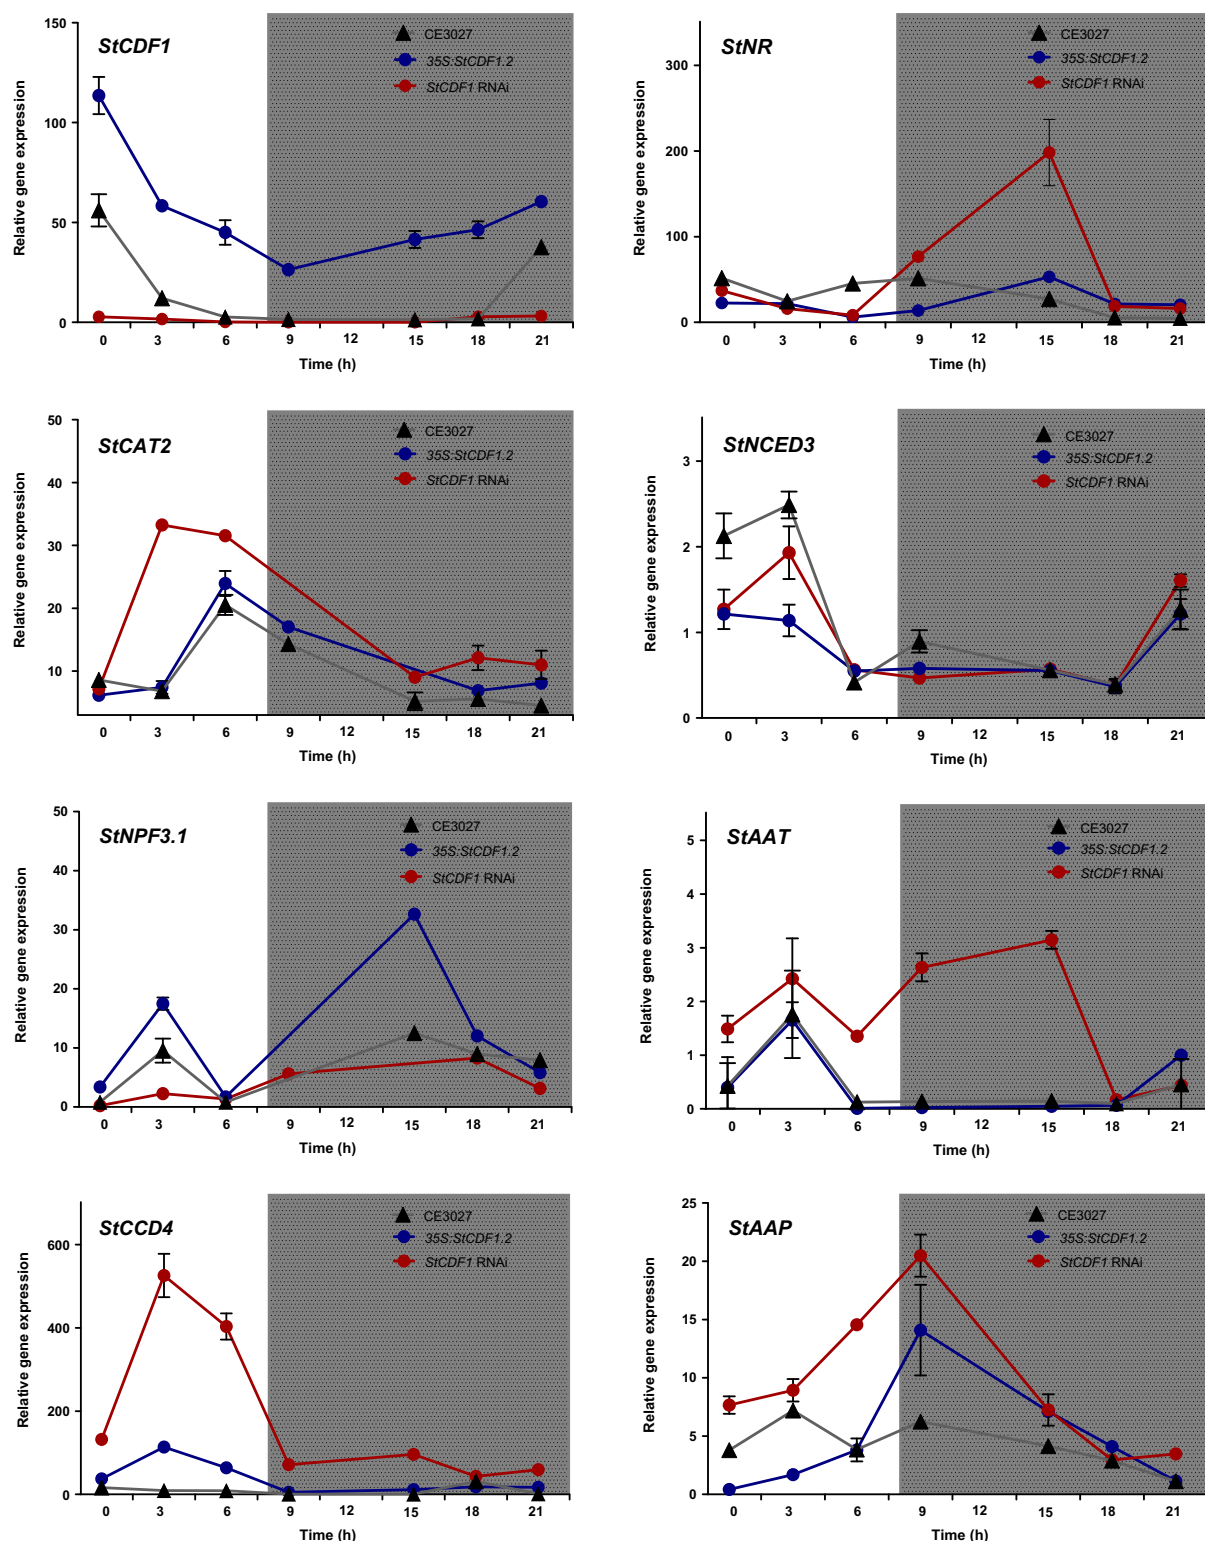 StCDF1
CE3027
35S:StCDF1.2
StCDF1 RNAi
Relative gene expression
150
100
50
0
0 3 6 9 12 15 18 21
Time (h)
StNR
CE3027
35S:StCDF1.2
StCDF1 RNAi
Relative gene expression
300
200
100
0
0 3 6 9 12 15 18 21
Time (h)
StCAT2
CE3027
35S:StCDF1.2
StCDF1 RNAi
Relative gene expression
50
40
30
20
10
0 3 6 9 12 15 18 21
Time (h)
StNCED3
CE3027
35S:StCDF1.2
StCDF1 RNAi
Relative gene expression
3
2
1
0
0 3 6 9 12 15 18 21
Time (h)
StNPF3.1
CE3027
35S:StCDF1.2
StCDF1 RNAi
Relative gene expression
50
40
30
20
10
0
0 3 6 9 12 15 18 21
Time (h)
StAAT
CE3027
35S:StCDF1.2
StCDF1 RNAi
Relative gene expression
5
4
3
2
1
0
0 3 6 9 12 15 18 21
Time (h)
StCCD4
CE3027
35S:StCDF1.2
StCDF1 RNAi
Relative gene expression
600
400
200
0
0 3 6 9 12 15 18 21
Time (h)
StAAP
CE3027
35S:StCDF1.2
StCDF1 RNAi
Relative gene expression
25
20
15
10
5
0
0 3 6 9 12 15 18 21
Time (h)